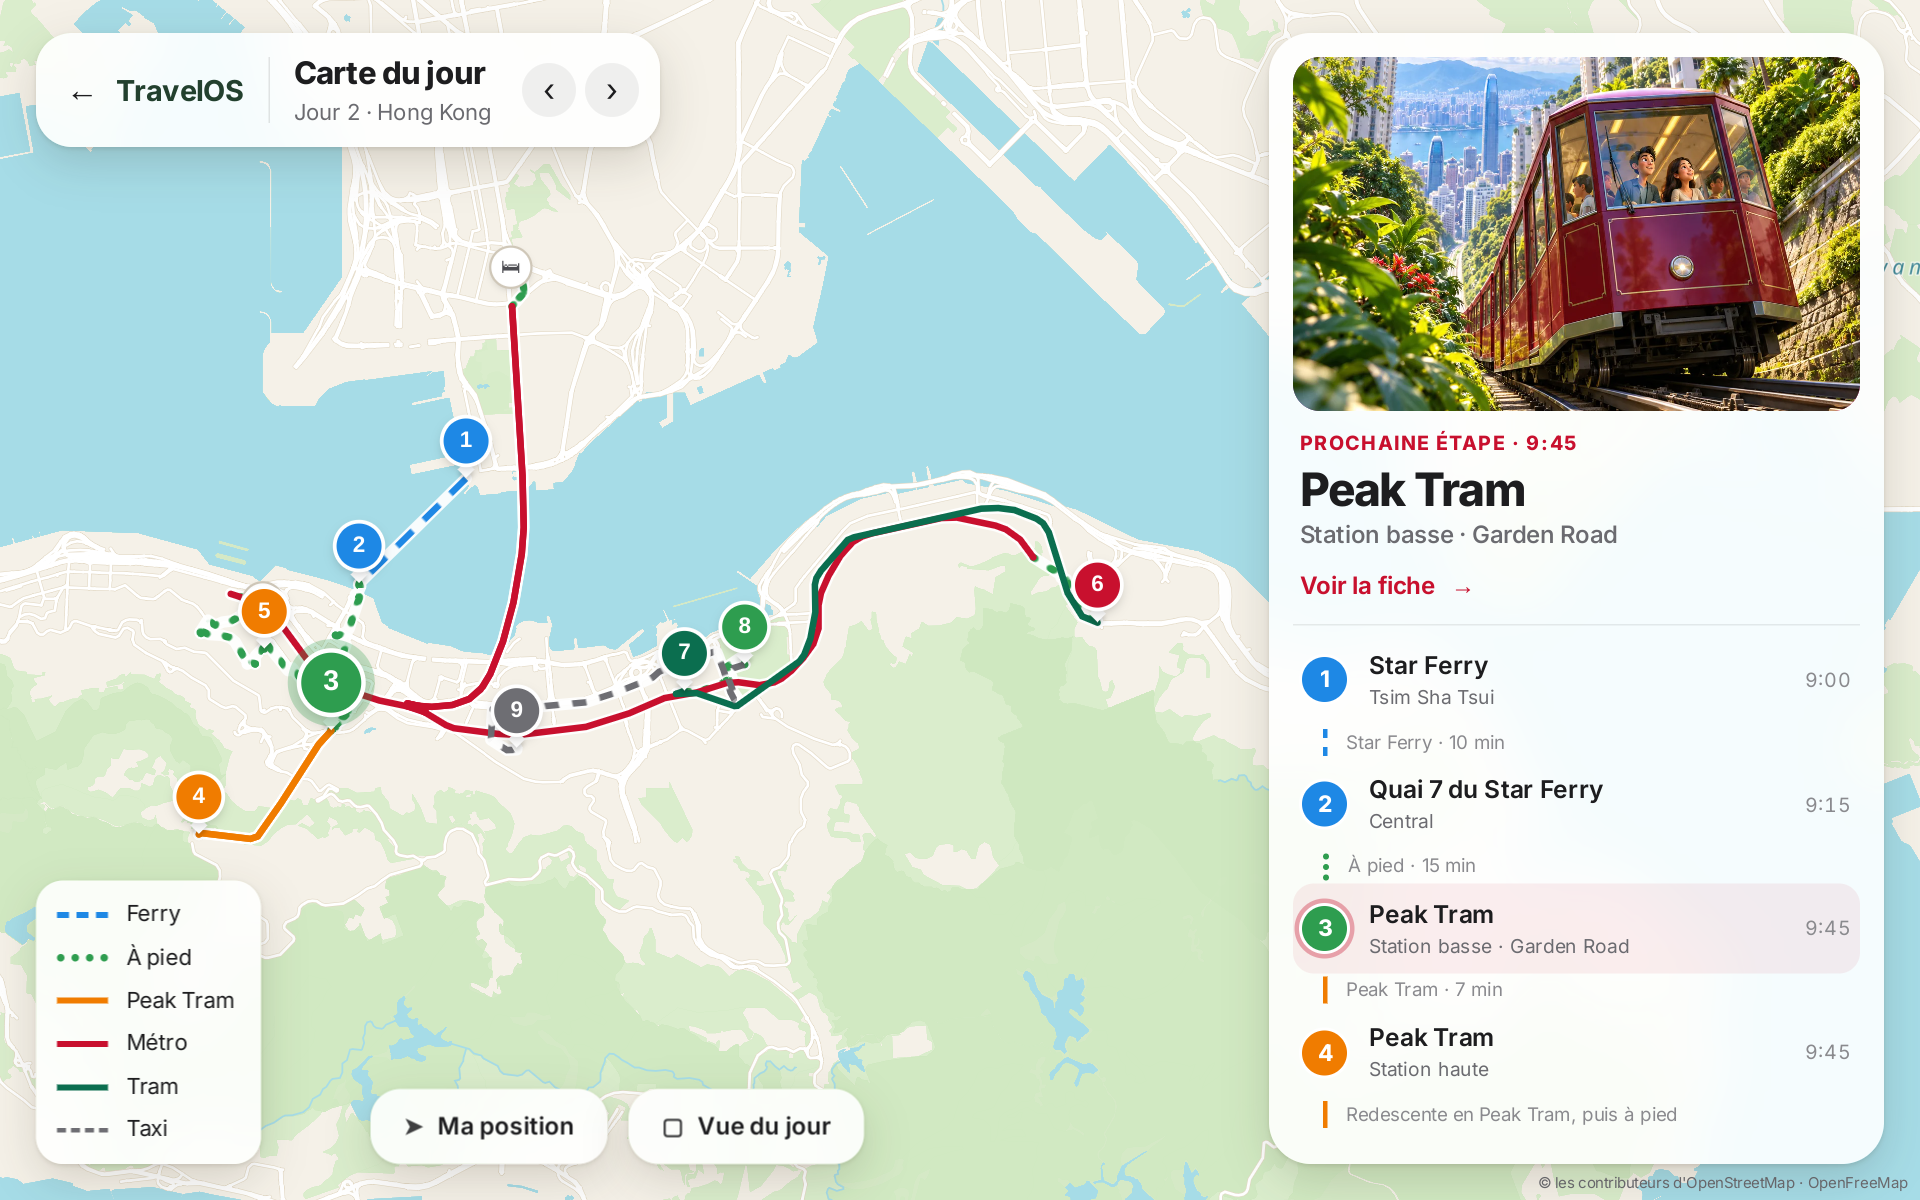 ← TravelOS
Carte du jour
Jour 2 · Hong Kong
‹ ›
1
2
5
3
4
9
7
8
6
Ferry
À pied
Peak Tram
Métro
Tram
Taxi
Ma position
Vue du jour
PROCHAINE ÉTAPE · 9:45
Peak Tram
Station basse · Garden Road
Voir la fiche →
1 Star Ferry 9:00
Tsim Sha Tsui
Star Ferry · 10 min
2 Quai 7 du Star Ferry 9:15
Central
À pied · 15 min
3 Peak Tram 9:45
Station basse · Garden Road
Peak Tram · 7 min
4 Peak Tram 9:45
Station haute
Redescente en Peak Tram, puis à pied
© les contributeurs d'OpenStreetMap · OpenFreeMap